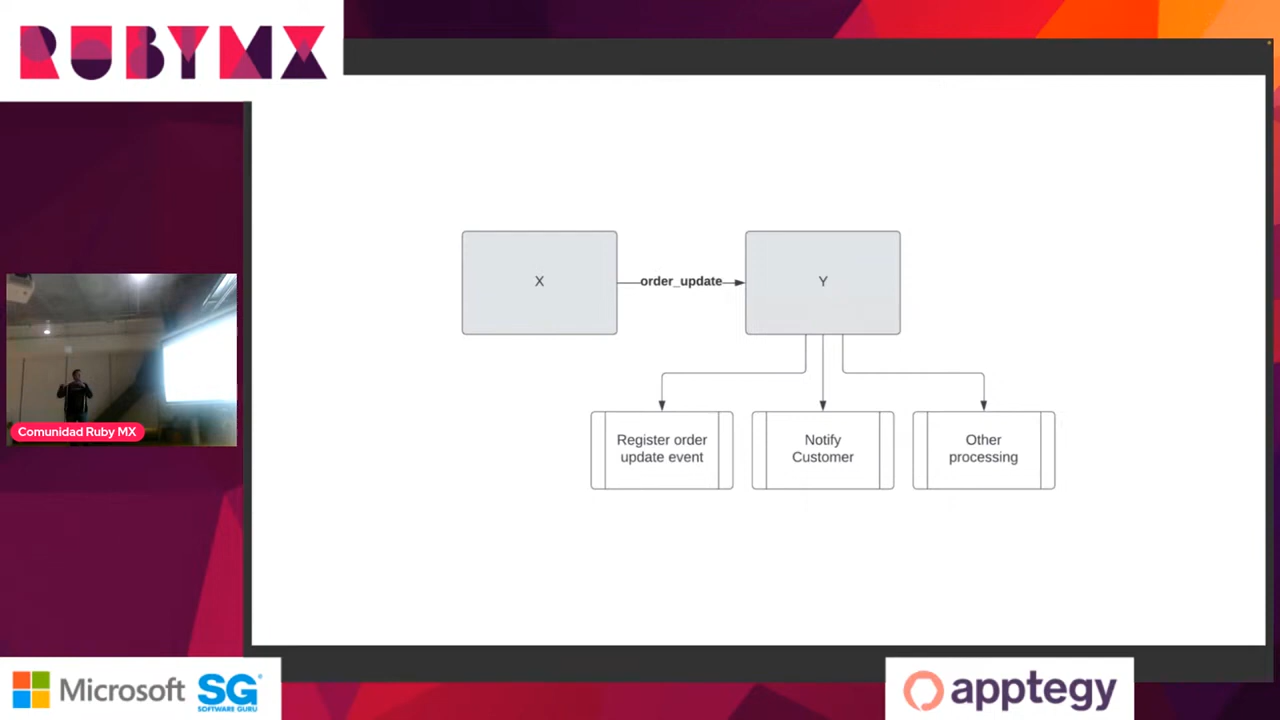 RUBYMX
X
order_update
Y
Register order
update event
Notify
Customer
Other
processing
Comunidad Ruby MX
Microsoft
SG
SOFTWARE GURU
apptegy